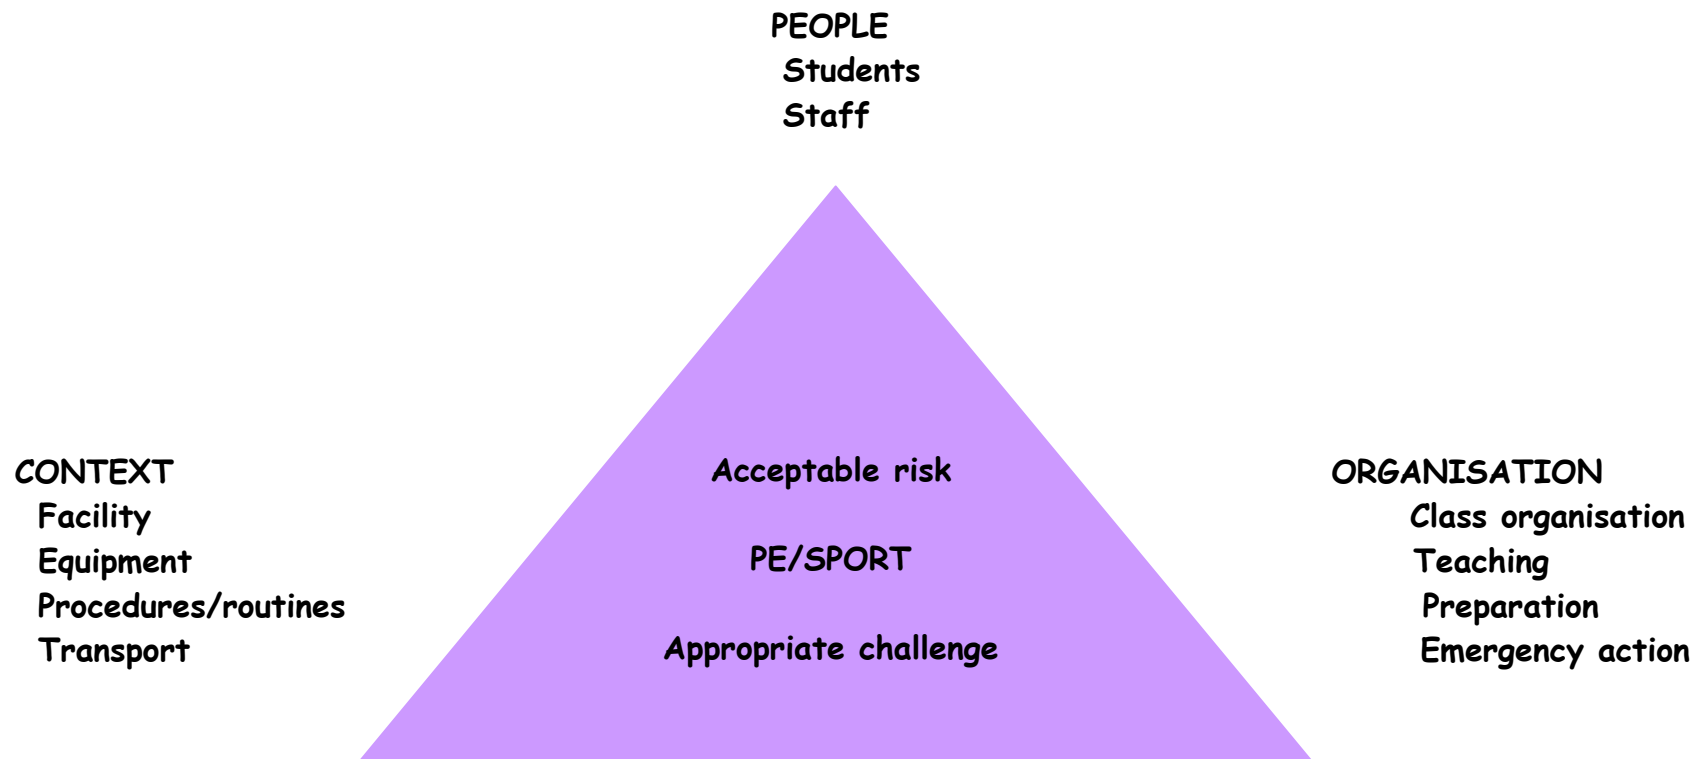 PEOPLE
Students
Staff
CONTEXT
Facility
Equipment
Procedures/routines
Transport
Acceptable risk
PE/SPORT
Appropriate challenge
ORGANISATION
Class organisation
Teaching
Preparation
Emergency action